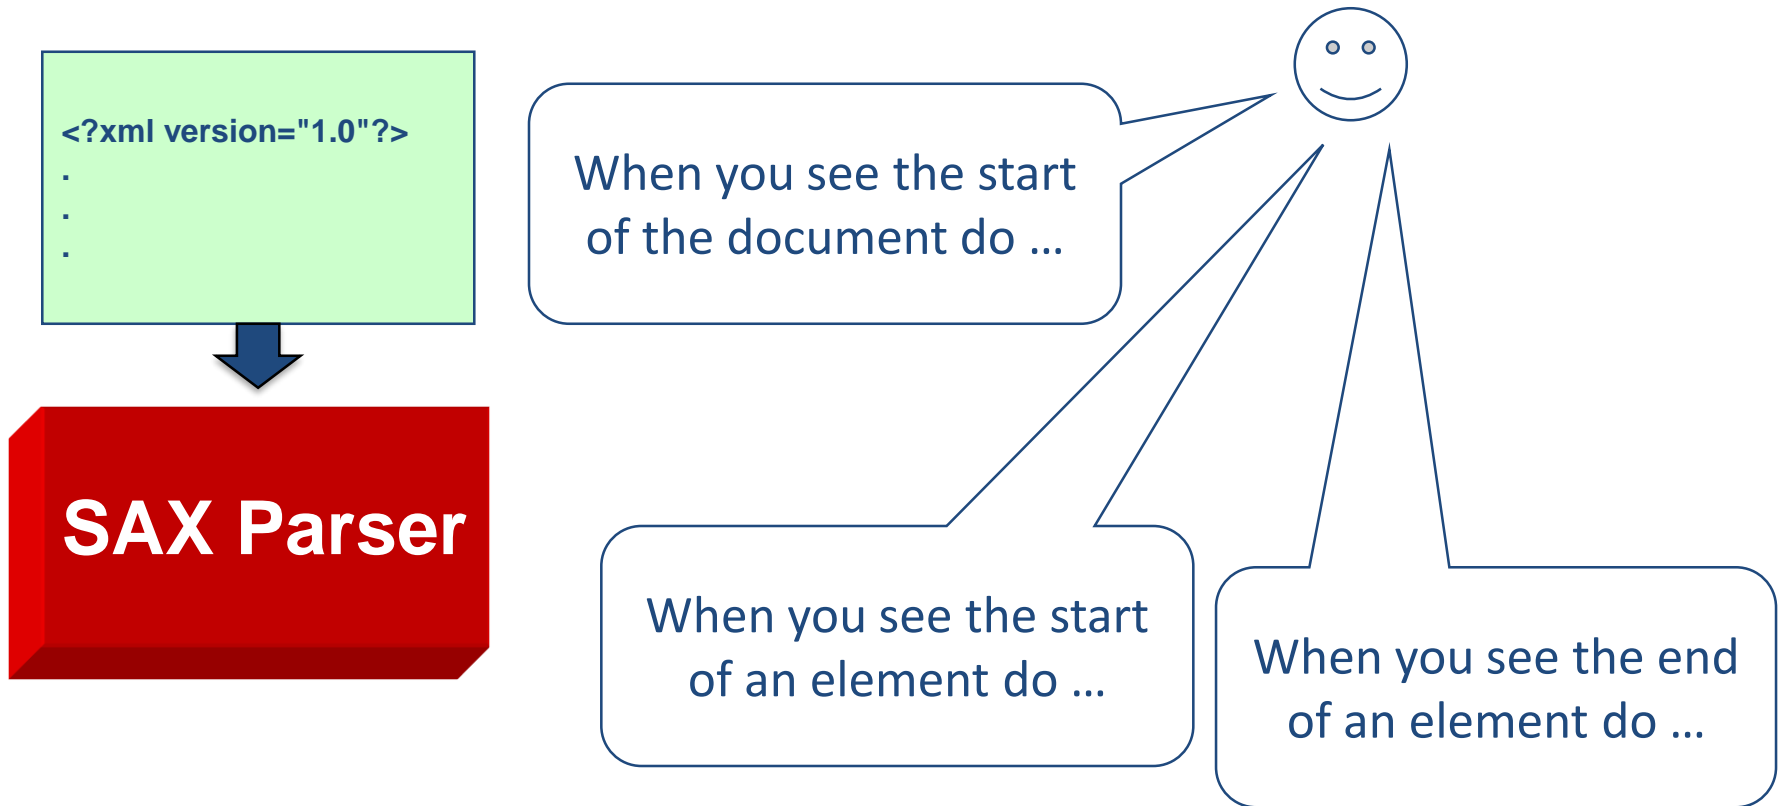 <?xml version="1.0"?>
.
.
.
SAX Parser
When you see the start
of the document do ...
When you see the start
of an element do ...
When you see the end
of an element do ...